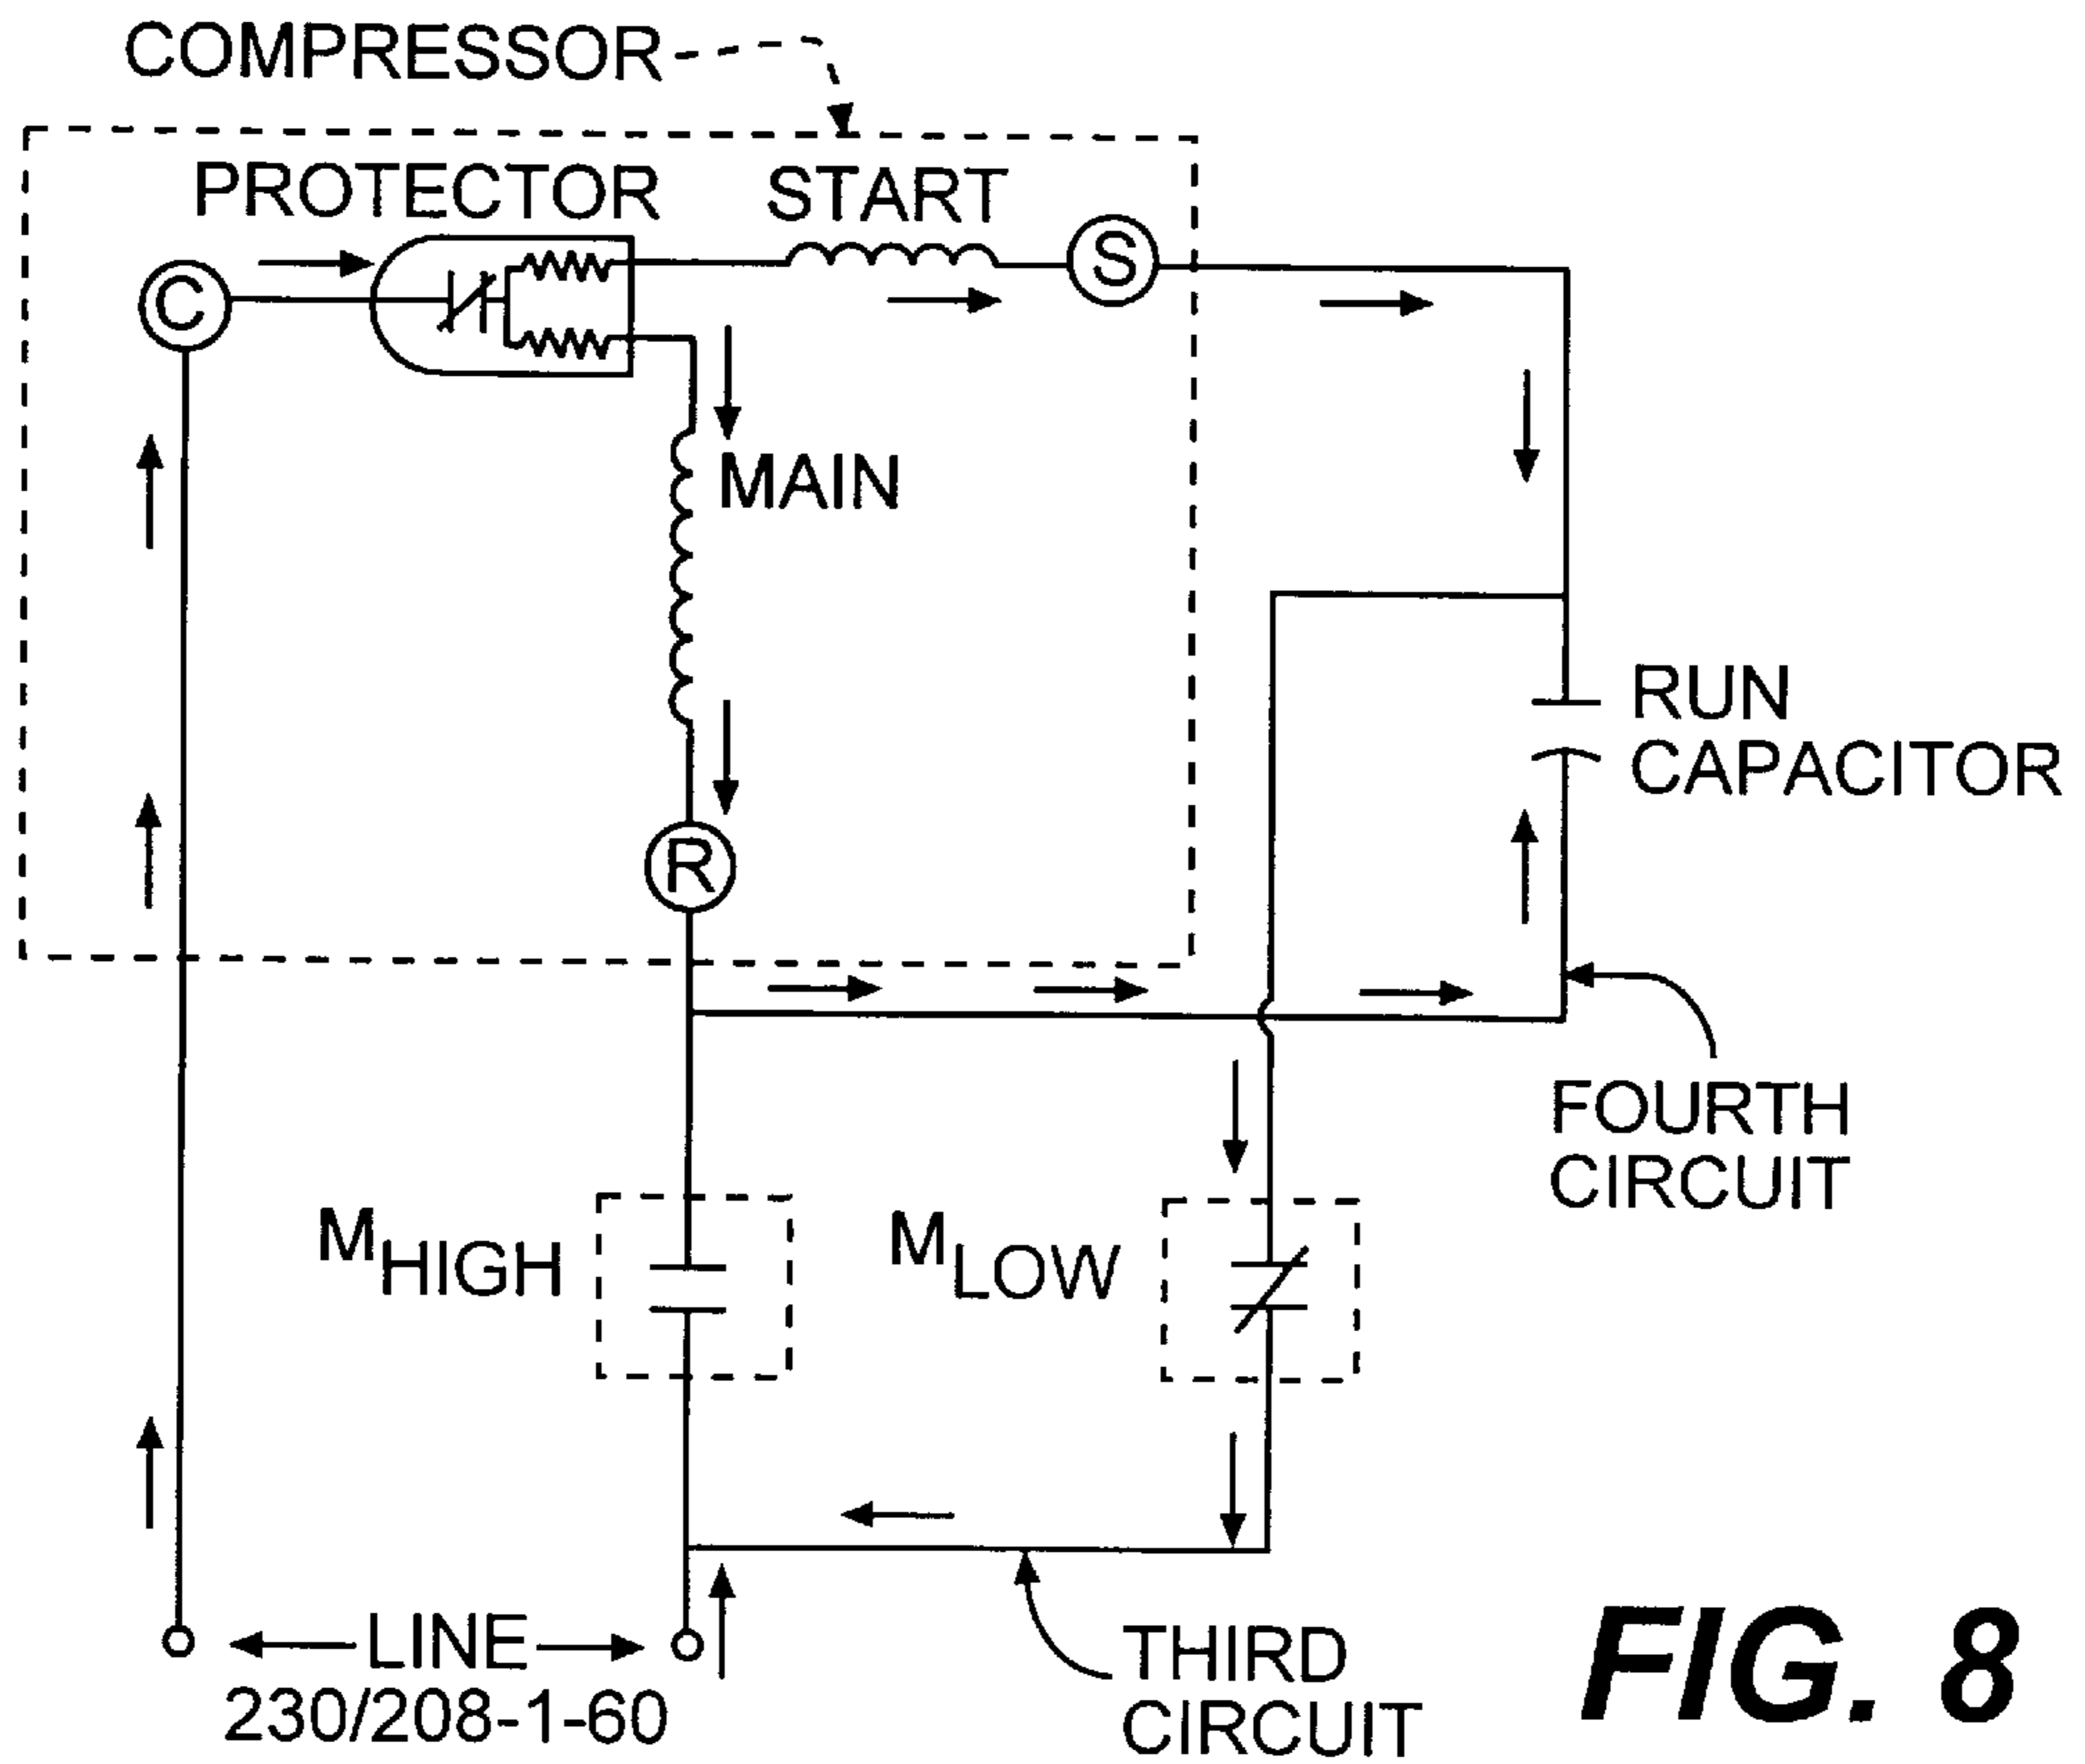 COMPRESSOR
PROTECTOR
START
C
S
MAIN
RUN
CAPACITOR
R
FOURTH
CIRCUIT
MHIGH
MLOW
LINE
230/208-1-60
THIRD
CIRCUIT
FIG. 8